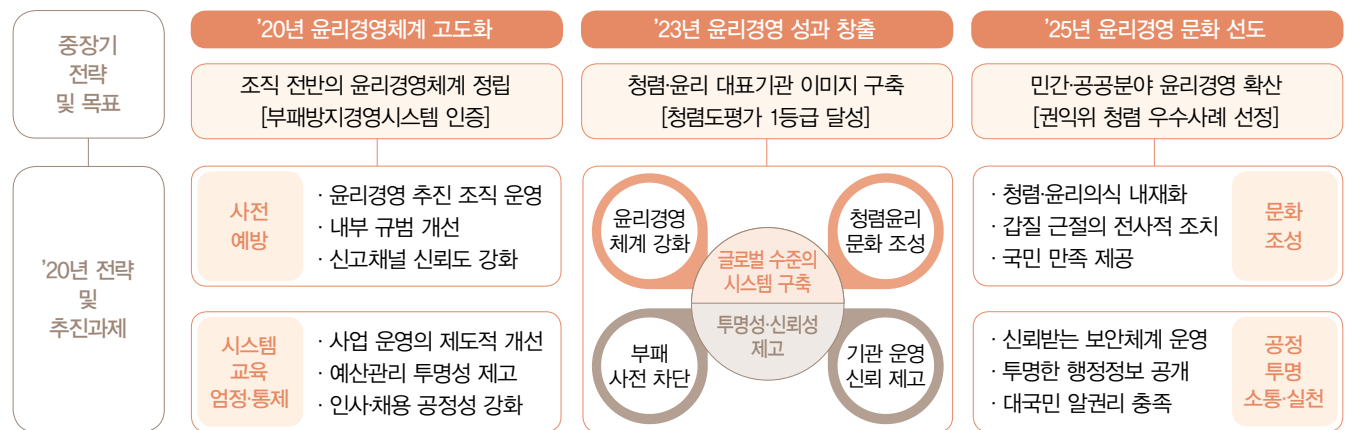 중장기
전략
및 목표
’20년 윤리경영체계 고도화
조직 전반의 윤리경영체계 정립
[부패방지경영시스템 인증]
’23년 윤리경영 성과 창출
청렴·윤리 대표기관 이미지 구축
[청렴도평가 1등급 달성]
’25년 윤리경영 문화 선도
민간·공공분야 윤리경영 확산
[권익위 청렴 우수사례 선정]
’20년 전략
및
추진과제
사전
예방
· 윤리경영 추진 조직 운영
· 내부 규범 개선
· 신고채널 신뢰도 강화
시스템
교육
엄정·통제
· 사업 운영의 제도적 개선
· 예산관리 투명성 제고
· 인사·채용 공정성 강화
윤리경영
체계 강화
청렴윤리
문화 조성
글로벌 수준의
시스템 구축
투명성·신뢰성
제고
부패
사전 차단
기관 운영
신뢰 제고
· 청렴·윤리의식 내재화
· 갑질 근절의 전사적 조치
· 국민 만족 제공
문화
조성
· 신뢰받는 보안체계 운영
· 투명한 행정정보 공개
· 대국민 알권리 충족
공정
투명
소통·실천